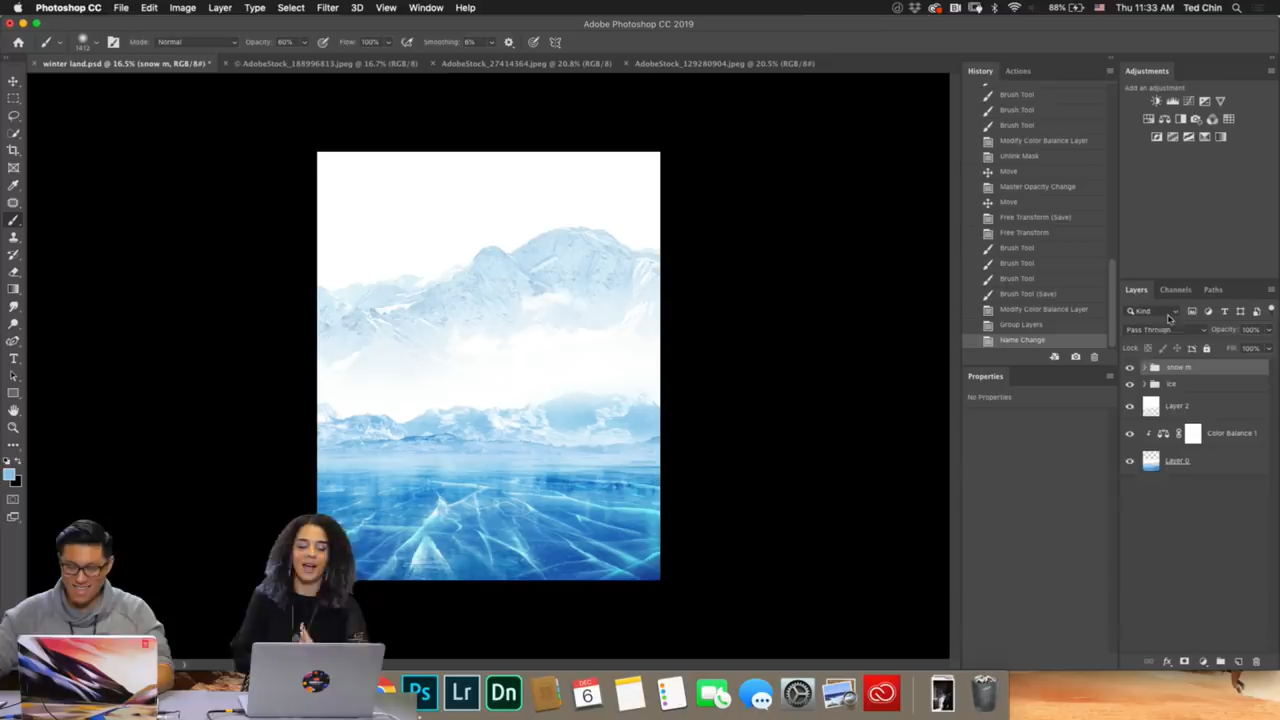 Photoshop CC File Edit Image Layer Type Select Filter 3D View Window Help 88% Thu 11:33 AM Ted Chin
Adobe Photoshop CC 2019
1412 Mode: Normal Opacity: 60% Flow: 100% Smoothing: 6%
winter land.psd @ 16.5% (snow m, RGB/8#) * © AdobeStock_188996813.jpeg @ 16.7% (RGB/8) AdobeStock_27414364.jpeg @ 20.8% (RGB/8) AdobeStock_129280904.jpeg @ 20.5% (RGB/8#)
History Actions
Brush Tool
Brush Tool
Brush Tool
Modify Color Balance Layer
Unlink Mask
Move
Master Opacity Change
Move
Free Transform (Save)
Free Transform
Brush Tool
Brush Tool
Brush Tool
Brush Tool (Save)
Modify Color Balance Layer
Group Layers
Name Change
Properties
No Properties
Adjustments
Add an adjustment
Layers Channels Paths
Kind
Pass Through Opacity: 100%
Lock: Fill: 100%
snow m
ice
Layer 2
Color Balance 1
Layer 0
Ps Lr Dn DEC 6